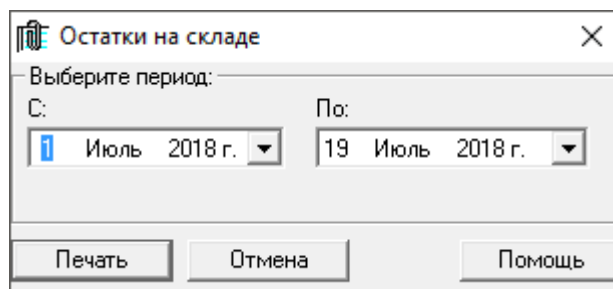 Остатки на складе
Выберите период:
С: По:
1 Июль 2018 г. 19 Июль 2018 г.
Печать Отмена Помощь